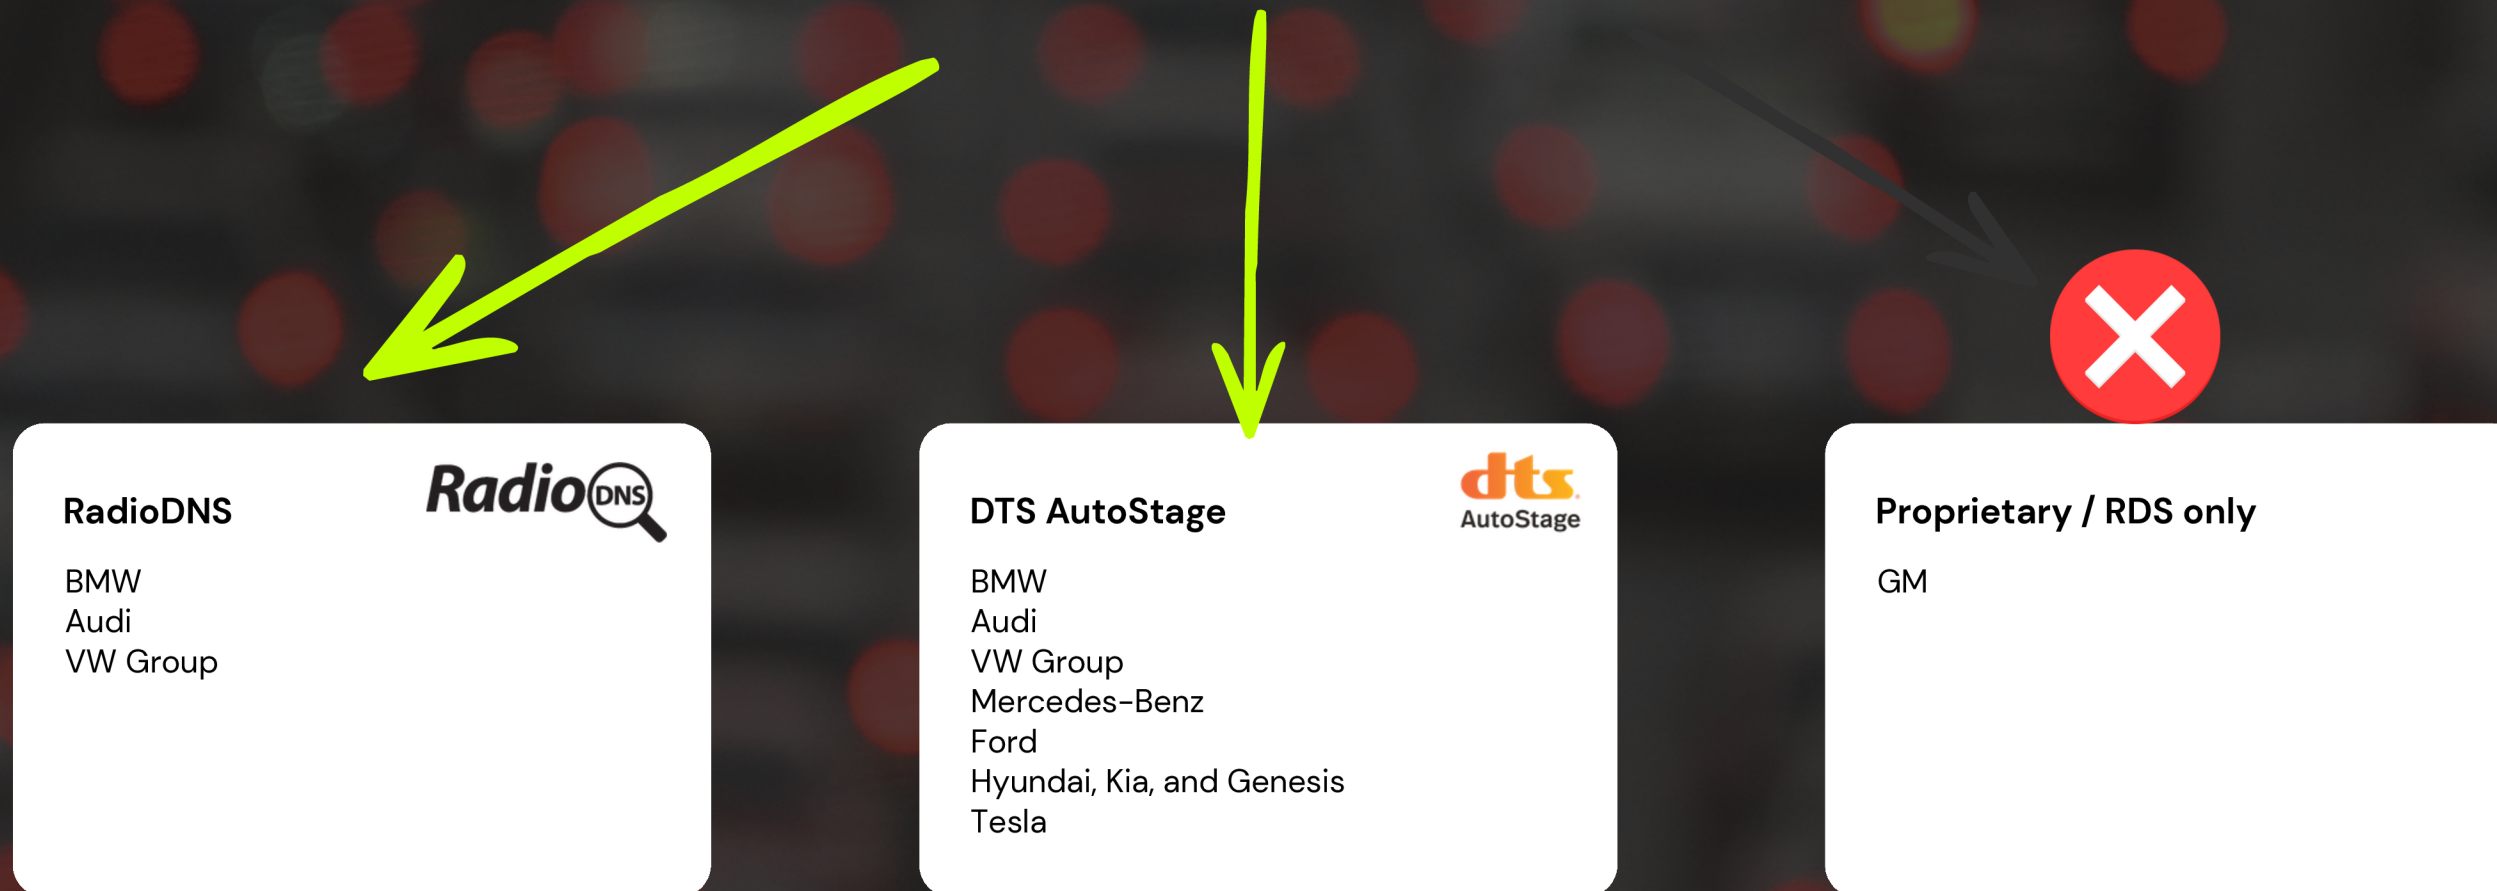 RadioDNS
Radio DNS
BMW
Audi
VW Group
DTS AutoStage
dts
AutoStage
BMW
Audi
VW Group
Mercedes-Benz
Ford
Hyundai, Kia, and Genesis
Tesla
Proprietary / RDS only
GM